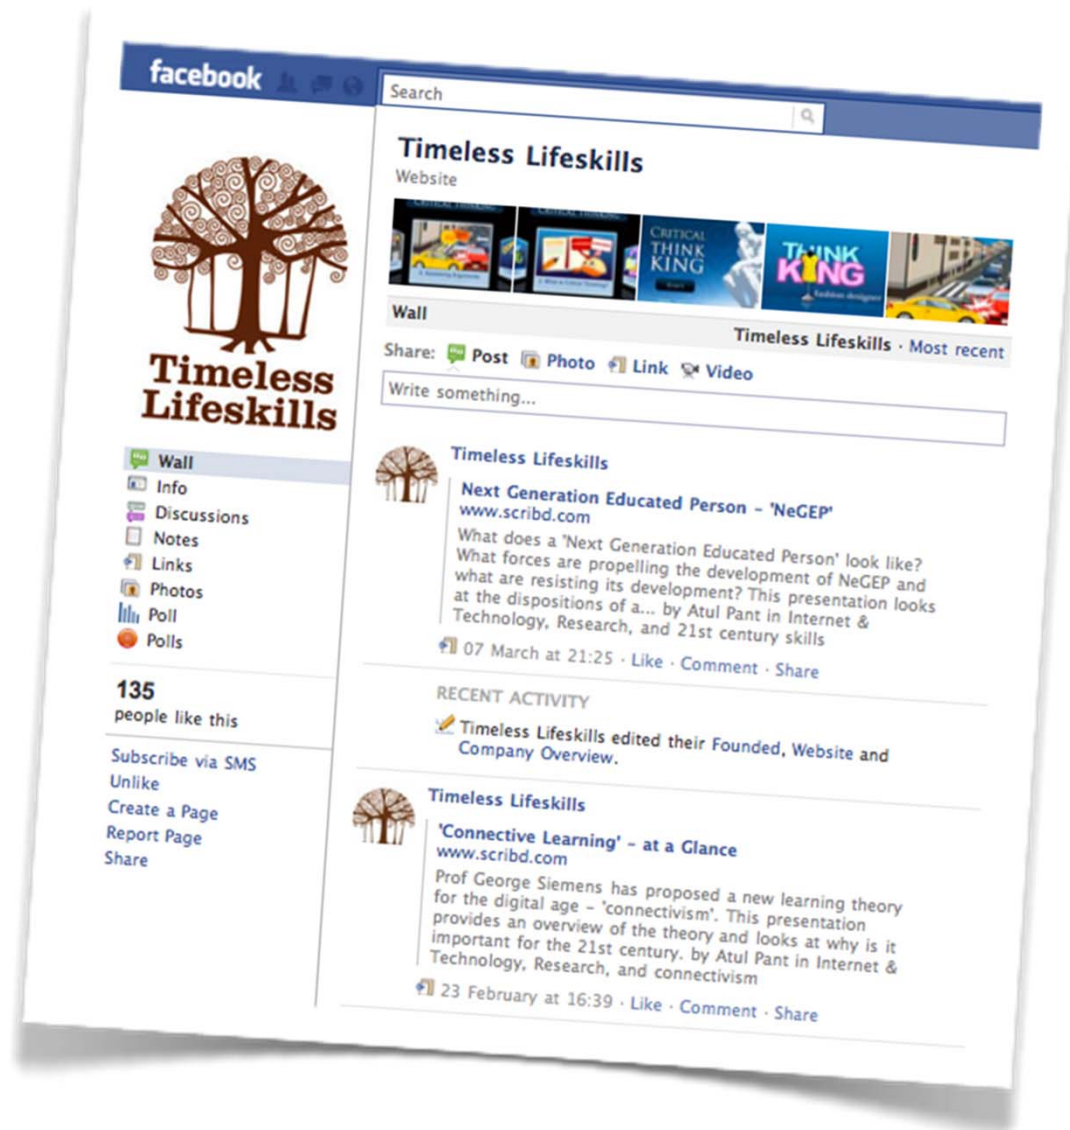 facebook
Search
Timeless Lifeskills
Website
CRITICAL
THINK
KING
THINK
KING
Fashion designer
Wall
Timeless Lifeskills · Most recent
Share: Post Photo Link Video
Write something...
Timeless
Lifeskills
Wall
Info
Discussions
Notes
Links
Photos
Poll
Polls
135
people like this
Subscribe via SMS
Unlike
Create a Page
Report Page
Share
Timeless Lifeskills
Next Generation Educated Person - 'NeGEP'
www.scribd.com
What does a 'Next Generation Educated Person' look like?
What forces are propelling the development of NeGEP and
what are resisting its development? This presentation looks
at the dispositions of a... by Atul Pant in Internet &
Technology, Research, and 21st century skills
07 March at 21:25 · Like · Comment · Share
RECENT ACTIVITY
Timeless Lifeskills edited their Founded, Website and
Company Overview.
Timeless Lifeskills
'Connective Learning' - at a Glance
www.scribd.com
Prof George Siemens has proposed a new learning theory
for the digital age - 'connectivism'. This presentation
provides an overview of the theory and looks at why is it
important for the 21st century. by Atul Pant in Internet &
Technology, Research, and connectivism
23 February at 16:39 · Like · Comment · Share